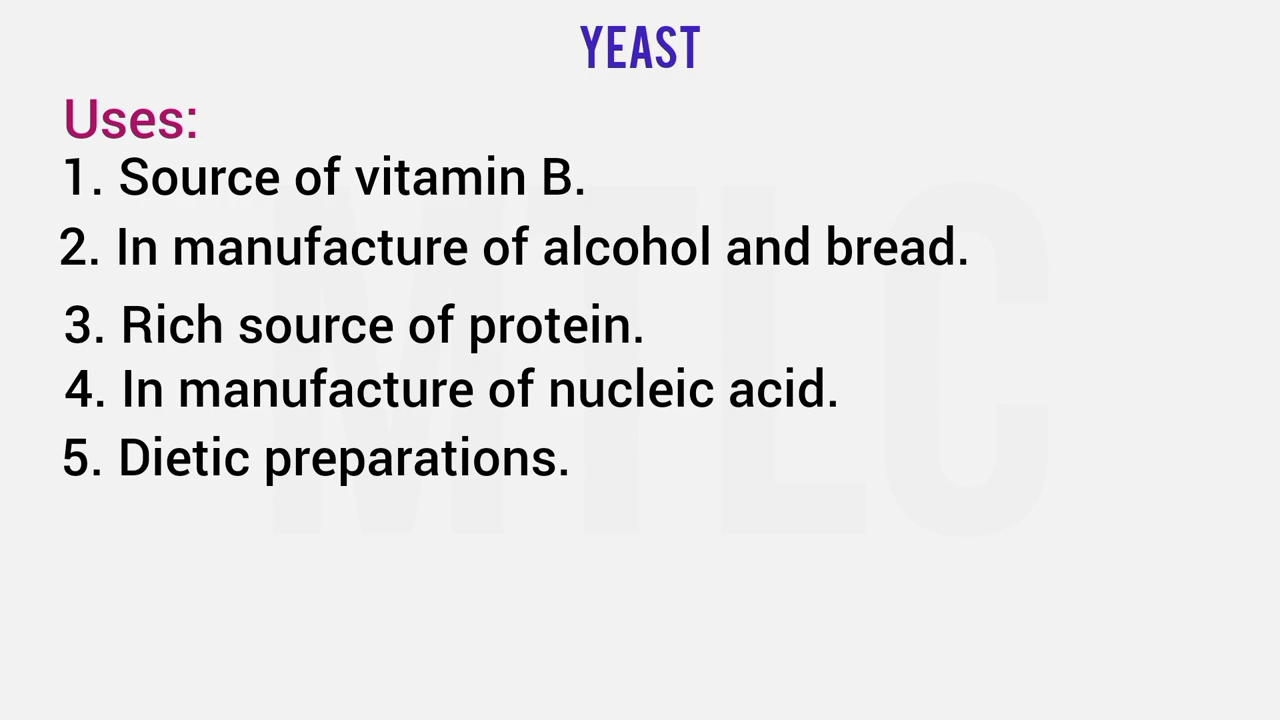 YEAST
Uses:
1. Source of vitamin B.
2. In manufacture of alcohol and bread.
3. Rich source of protein.
4. In manufacture of nucleic acid.
5. Dietic preparations.
MTLC